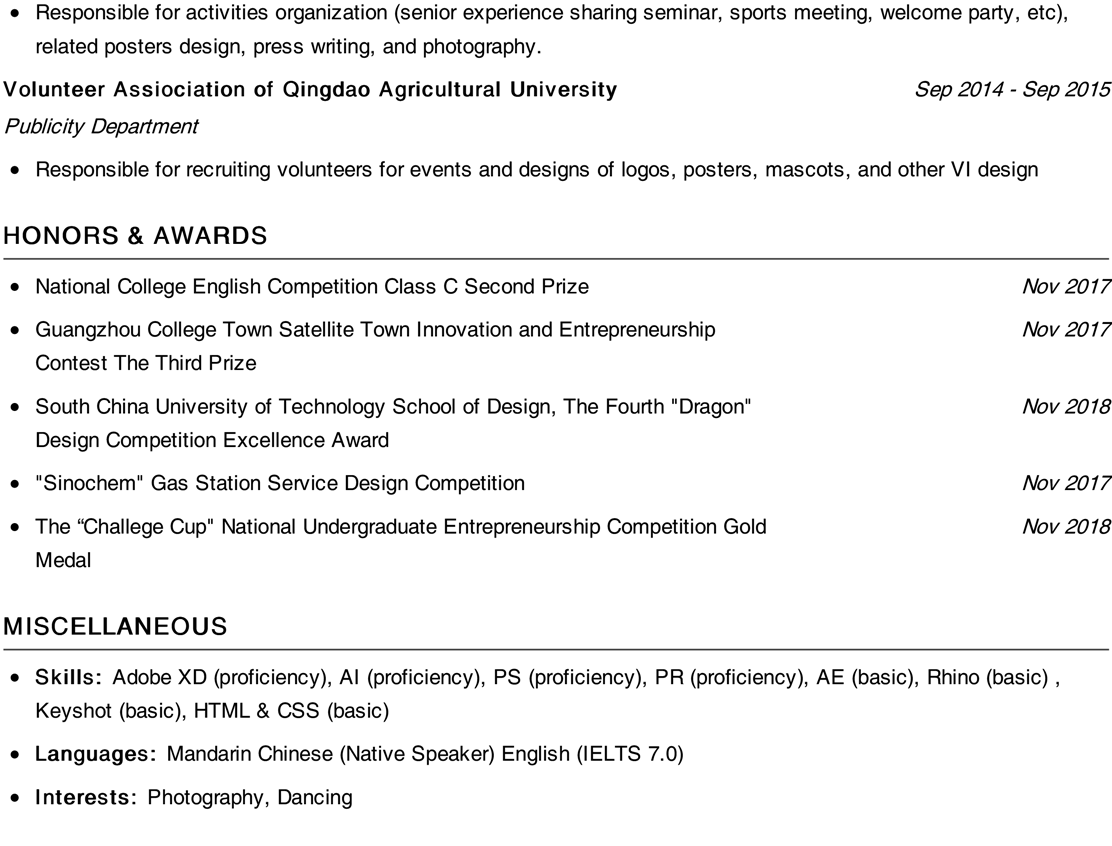 • Responsible for activities organization (senior experience sharing seminar, sports meeting, welcome party, etc),
related posters design, press writing, and photography.
Volunteer Assiociation of Qingdao Agricultural University Sep 2014 - Sep 2015
Publicity Department
• Responsible for recruiting volunteers for events and designs of logos, posters, mascots, and other VI design
HONORS & AWARDS
• National College English Competition Class C Second Prize Nov 2017
• Guangzhou College Town Satellite Town Innovation and Entrepreneurship Nov 2017
Contest The Third Prize
• South China University of Technology School of Design, The Fourth "Dragon" Nov 2018
Design Competition Excellence Award
• "Sinochem" Gas Station Service Design Competition Nov 2017
• The “Challege Cup" National Undergraduate Entrepreneurship Competition Gold Nov 2018
Medal
MISCELLANEOUS
• Skills: Adobe XD (proficiency), AI (proficiency), PS (proficiency), PR (proficiency), AE (basic), Rhino (basic) ,
Keyshot (basic), HTML & CSS (basic)
• Languages: Mandarin Chinese (Native Speaker) English (IELTS 7.0)
• Interests: Photography, Dancing